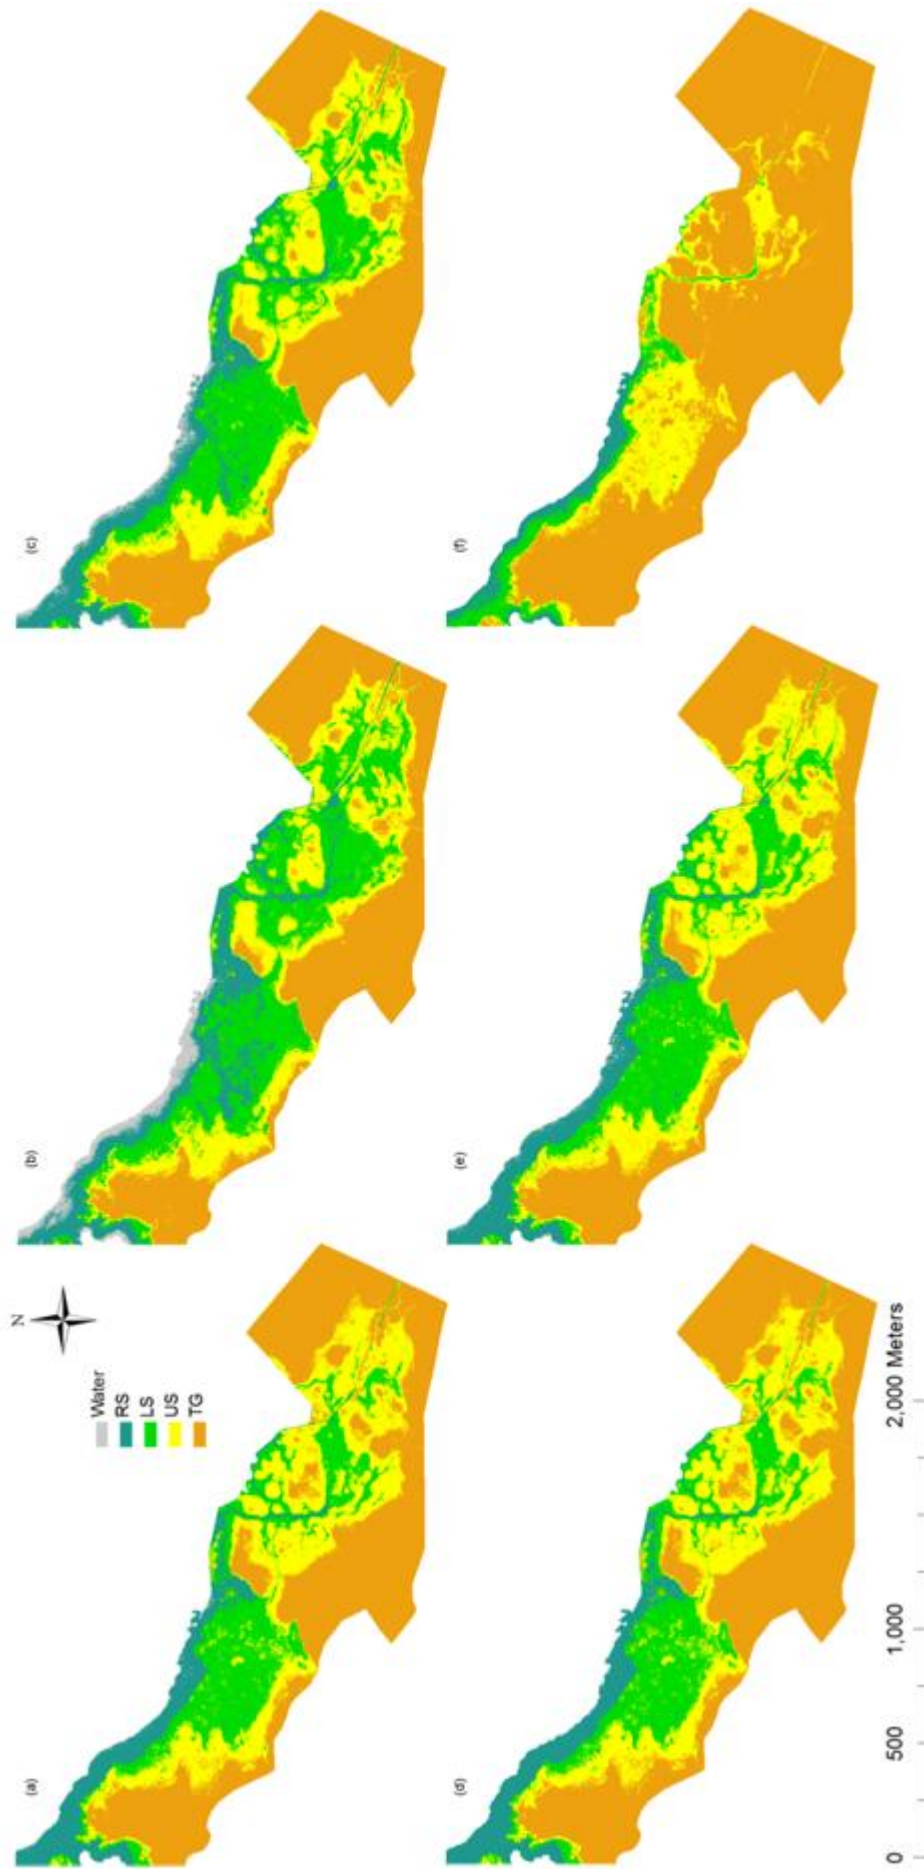 (a)
(b)
(c)
N
Water
RS
LS
US
TG
(d)
(e)
(f)
0 500 1,000 2,000 Meters